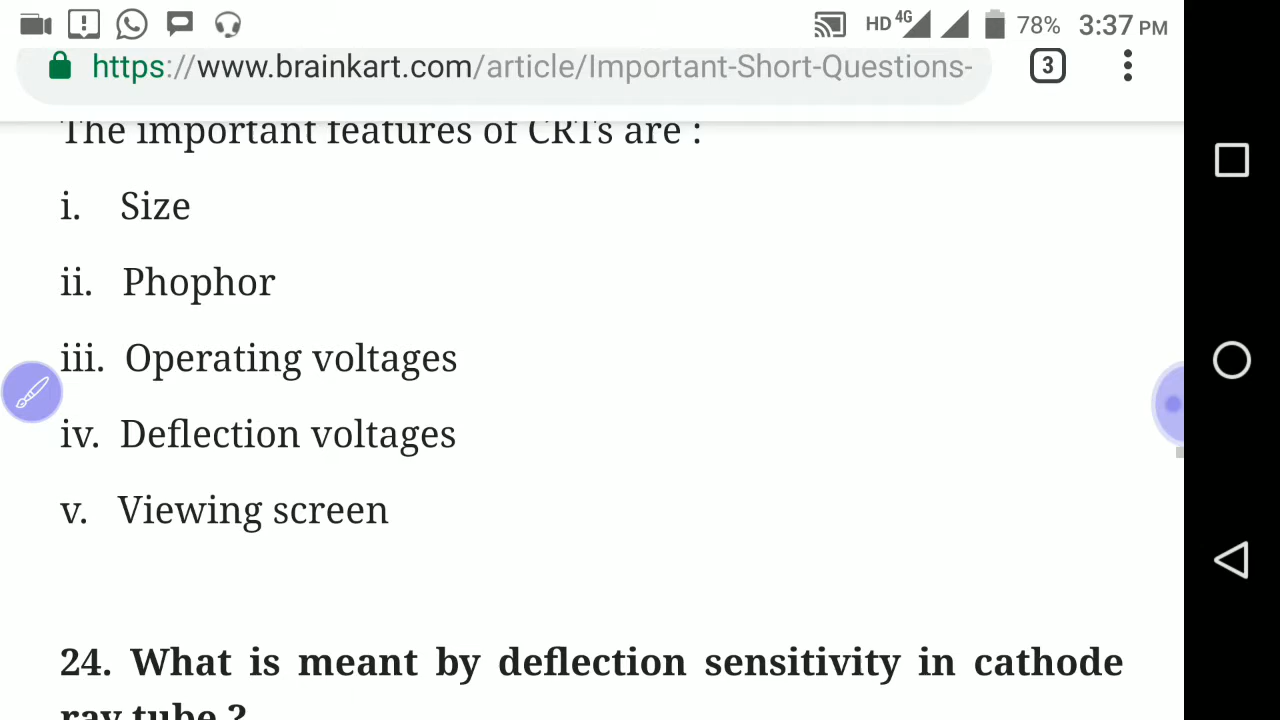 HD 4G 78% 3:37 PM
https://www.brainkart.com/article/Important-Short-Questions-
3
The important features of CRTs are :
i. Size
ii. Phophor
iii. Operating voltages
iv. Deflection voltages
v. Viewing screen
24. What is meant by deflection sensitivity in cathode
ray tube ?